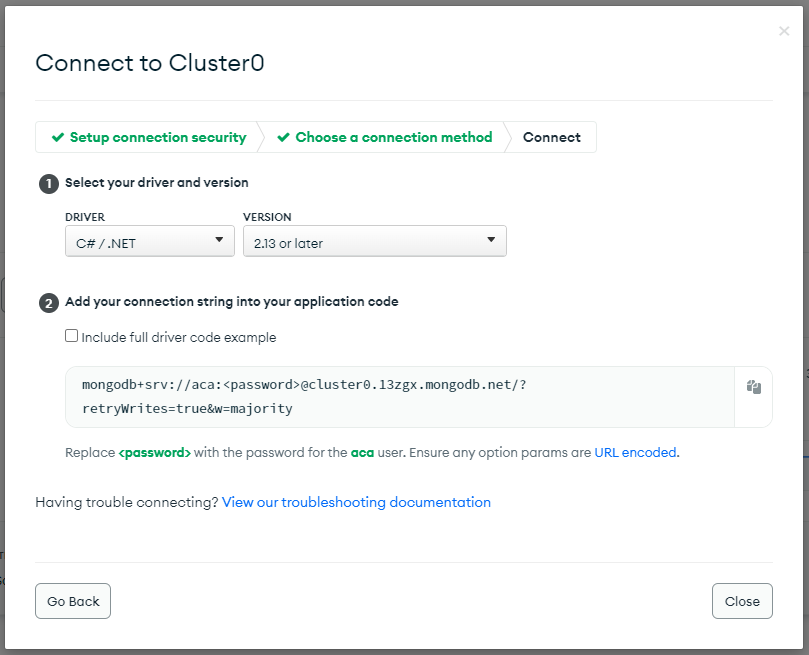 Connect to Cluster0
Setup connection security
Choose a connection method
Connect
1 Select your driver and version
DRIVER
VERSION
C# / .NET
2.13 or later
2 Add your connection string into your application code
Include full driver code example
mongodb+srv://aca:<password>@cluster0.13zgx.mongodb.net/?
retryWrites=true&w=majority
Replace <password> with the password for the aca user. Ensure any option params are URL encoded.
Having trouble connecting? View our troubleshooting documentation
Go Back
Close